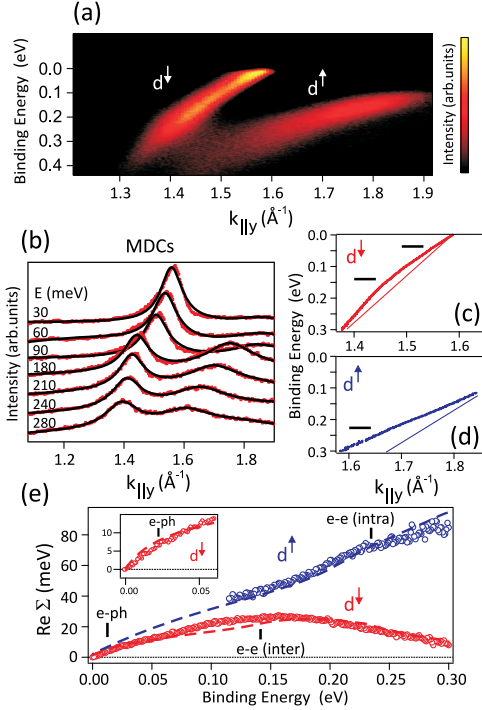 (a)
Binding Energy (eV)
0.0
0.1
0.2
0.3
0.4
d↓
d↑
1.3 1.4 1.5 1.6 1.7 1.8 1.9
k||y (Å-1)
Intensity (arb.units)
(b) MDCs
Intensity (arb.units)
E (meV)
30
60
90
180
210
240
280
1.2 1.4 1.6 1.8
k||y (Å-1)
Binding Energy (eV)
0.0
0.1
0.2
0.3
d↓
(c)
1.4 1.5 1.6
0.0
0.1
0.2
0.3
d↑
(d)
1.6 1.7 1.8
k||y (Å-1)
(e)
Re Σ (meV)
80
60
40
20
0
10
5
0
e-ph
d↓
0.00 0.05
e-e (intra)
d↑
e-ph
d↓
e-e (inter)
0.00 0.05 0.10 0.15 0.20 0.25 0.30
Binding Energy (eV)